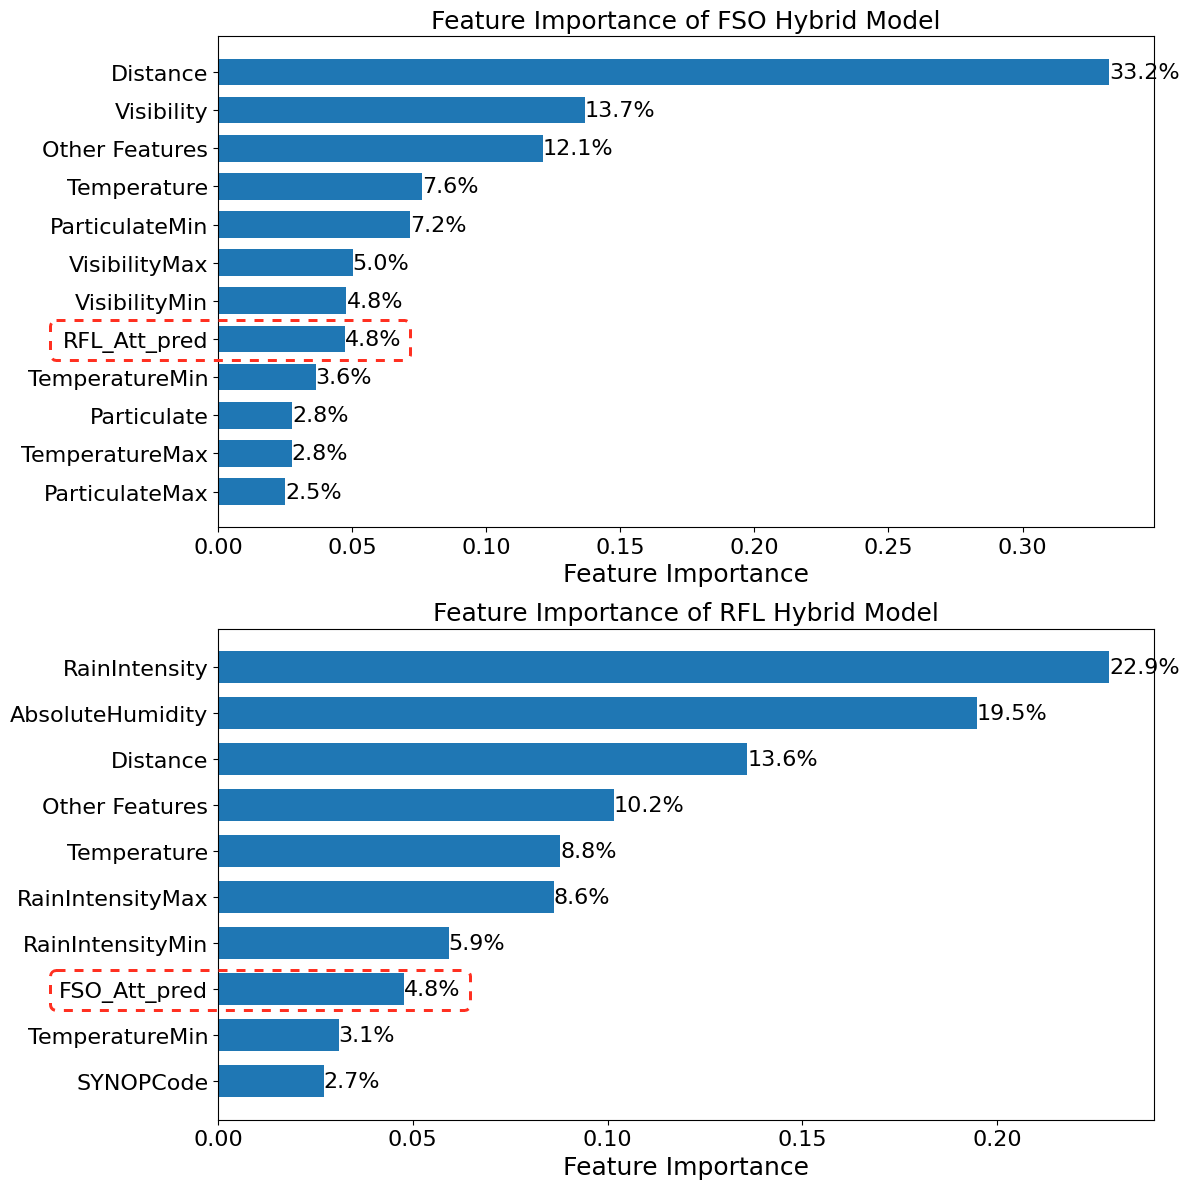 Feature Importance of FSO Hybrid Model
Distance 33.2%
Visibility 13.7%
Other Features 12.1%
Temperature 7.6%
ParticulateMin 7.2%
VisibilityMax 5.0%
VisibilityMin 4.8%
RFL_Att_pred 4.8%
TemperatureMin 3.6%
Particulate 2.8%
TemperatureMax 2.8%
ParticulateMax 2.5%
0.00 0.05 0.10 0.15 0.20 0.25 0.30
Feature Importance
Feature Importance of RFL Hybrid Model
RainIntensity 22.9%
AbsoluteHumidity 19.5%
Distance 13.6%
Other Features 10.2%
Temperature 8.8%
RainIntensityMax 8.6%
RainIntensityMin 5.9%
FSO_Att_pred 4.8%
TemperatureMin 3.1%
SYNOPCode 2.7%
0.00 0.05 0.10 0.15 0.20
Feature Importance